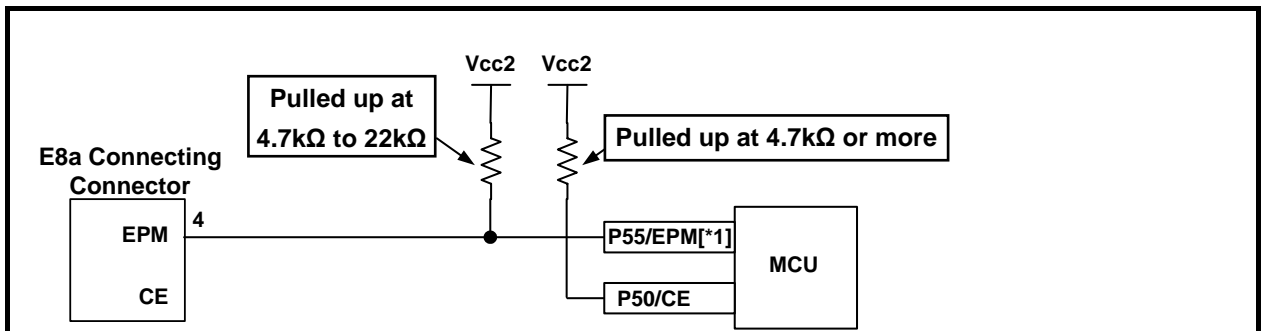 Vcc2 Vcc2
Pulled up at
4.7kΩ to 22kΩ
Pulled up at 4.7kΩ or more
E8a Connecting
Connector
4
EPM
P55/EPM[*1]
MCU
CE
P50/CE